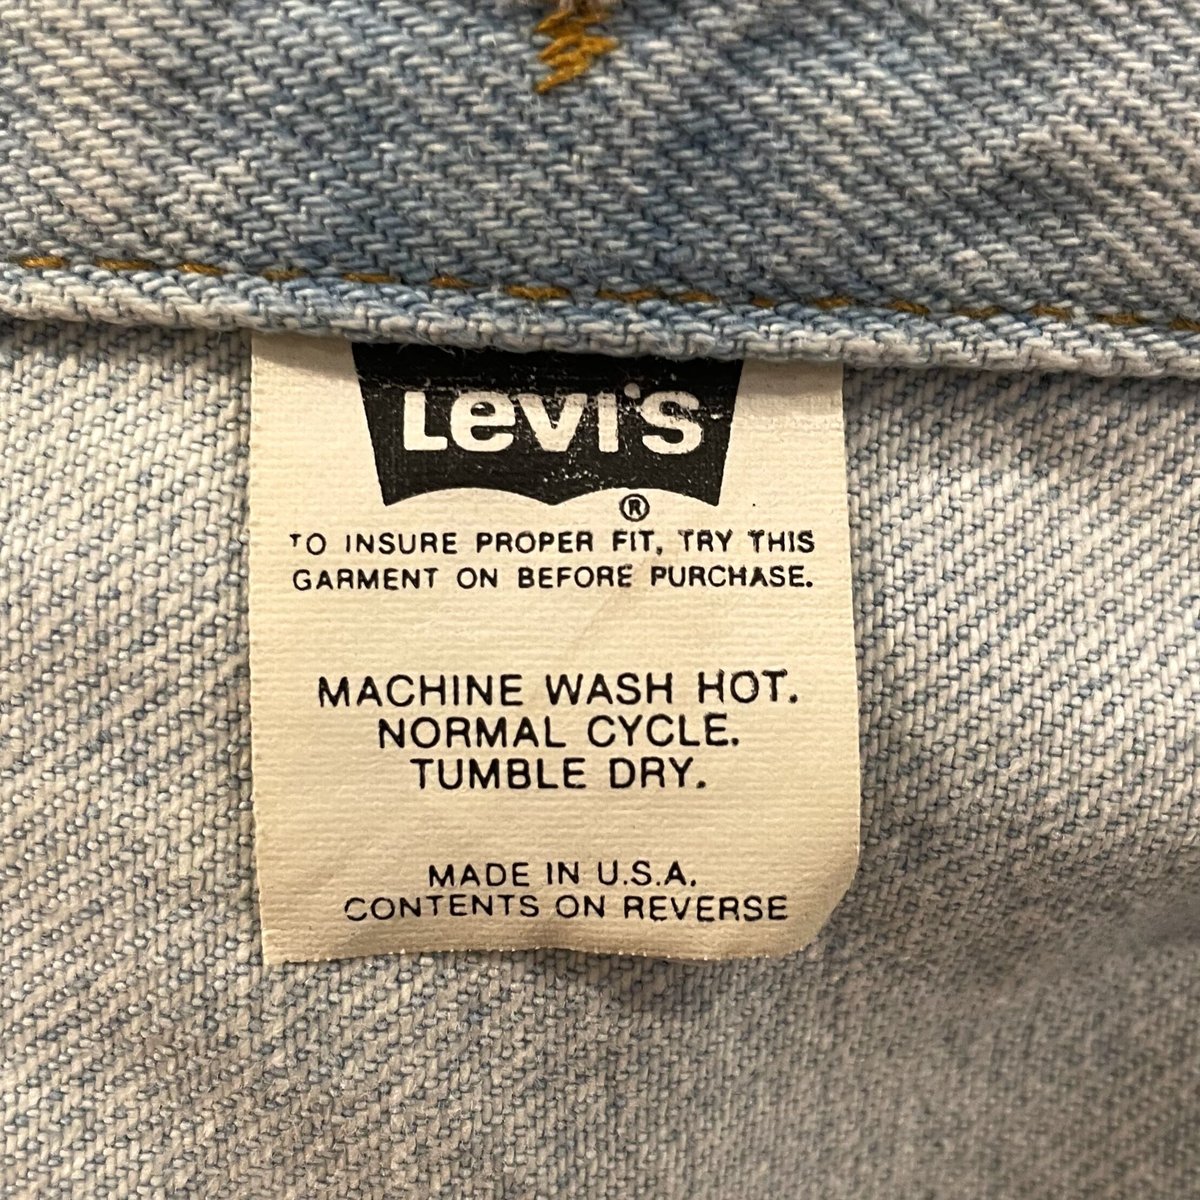 Levi's
®
TO INSURE PROPER FIT, TRY THIS
GARMENT ON BEFORE PURCHASE.
MACHINE WASH HOT.
NORMAL CYCLE.
TUMBLE DRY.
MADE IN U.S.A.
CONTENTS ON REVERSE